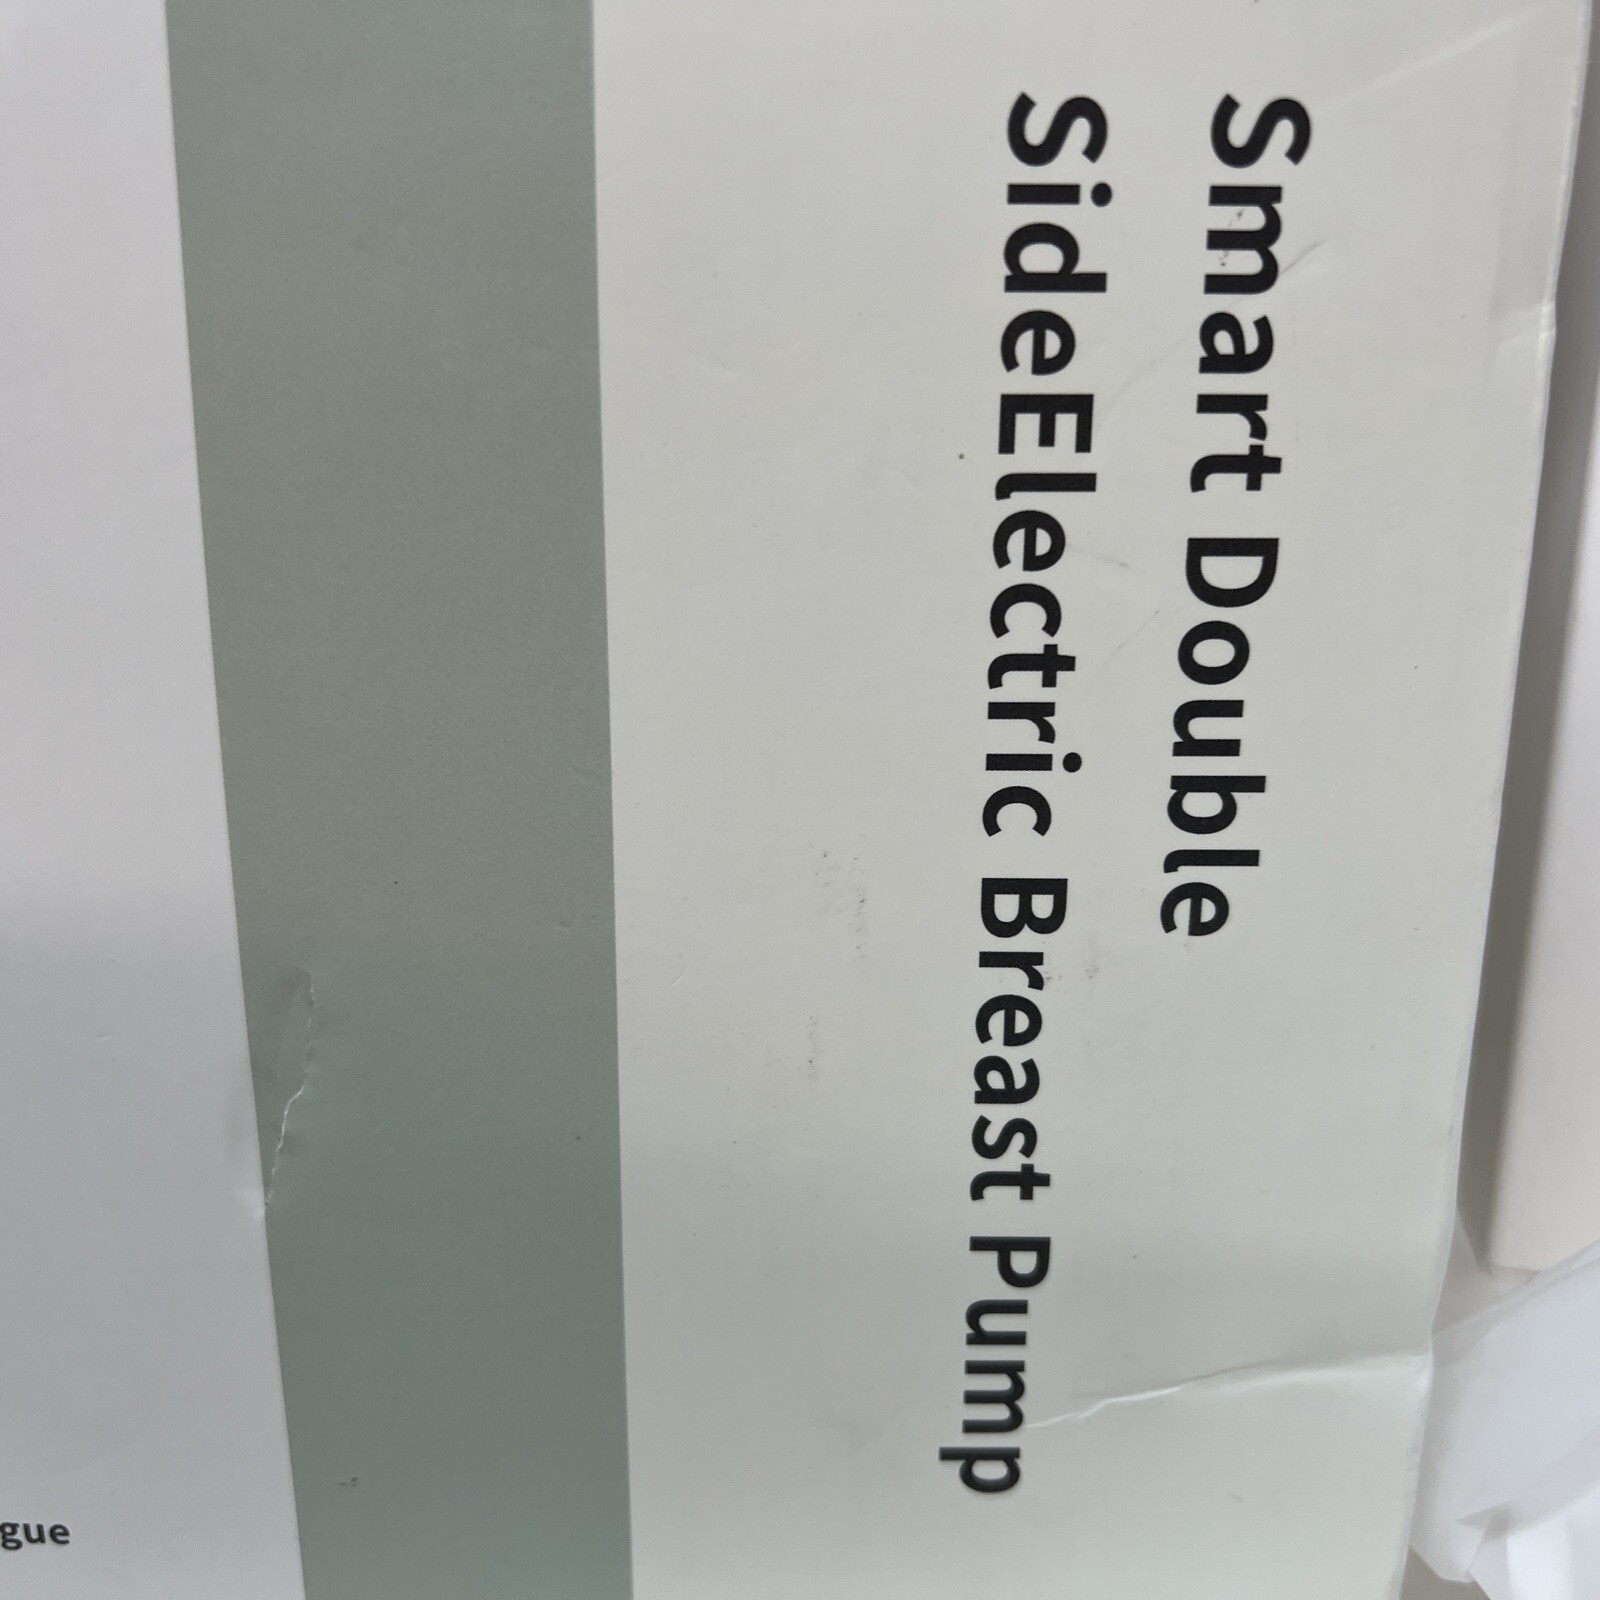 Smart Double
SideElectric Breast Pump
gue